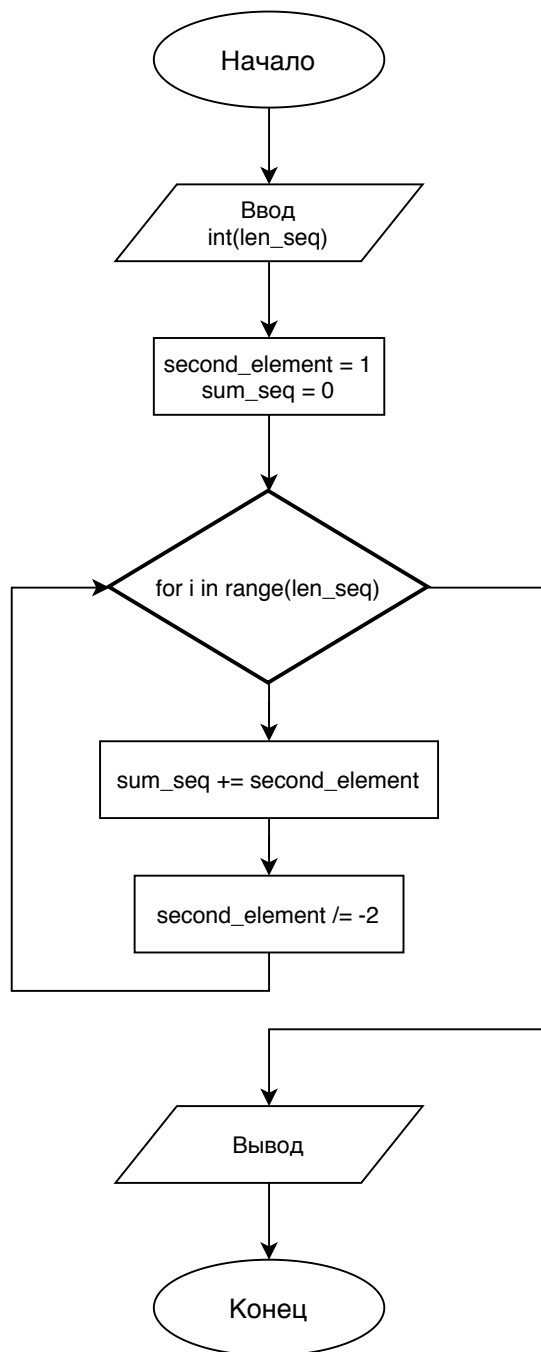 Начало
Ввод
int(len_seq)
second_element = 1
sum_seq = 0
for i in range(len_seq)
sum_seq += second_element
second_element /= -2
Вывод
Конец